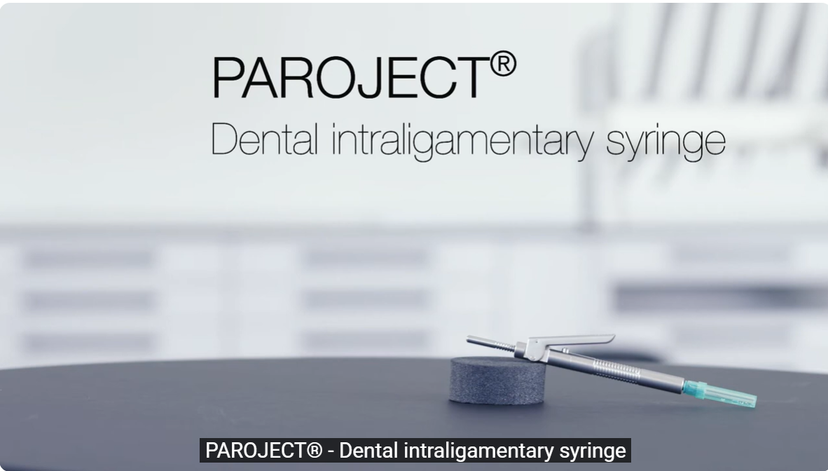 PAROJECT®
Dental intraligamentary syringe
PAROJECT® - Dental intraligamentary syringe